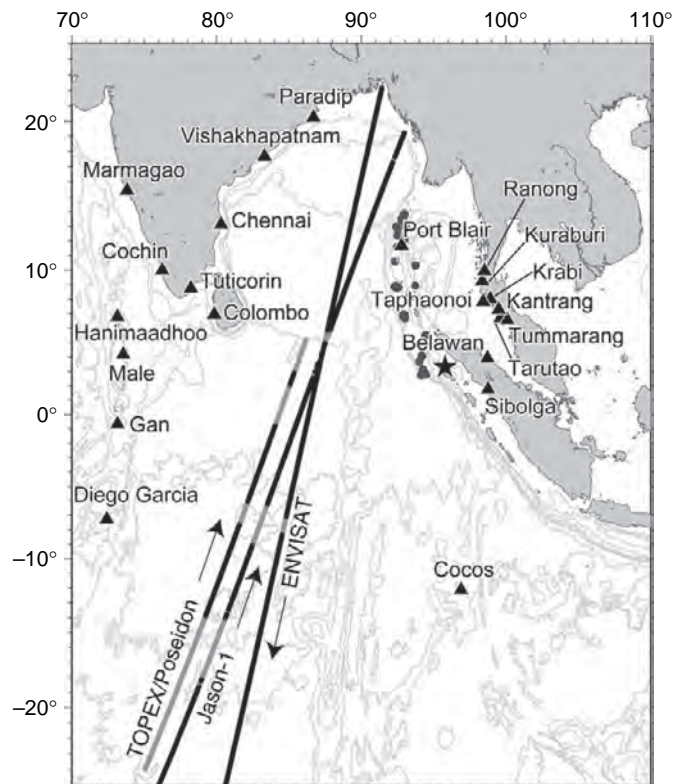 70° 80° 90° 100° 110°
20°
10°
0°
–10°
–20°
Paradip
Vishakhapatnam
Marmagao
Ranong
Chennai
Port Blair
Kuraburi
Cochin
Krabi
Tuticorin
Taphaonoi
Kantrang
Colombo
Hanimaadhoo
Belawan
Tummarang
Male
Tarutao
Sibolga
Gan
Diego Garcia
ENVISAT
Cocos
TOPEX/Poseidon
Jason-1